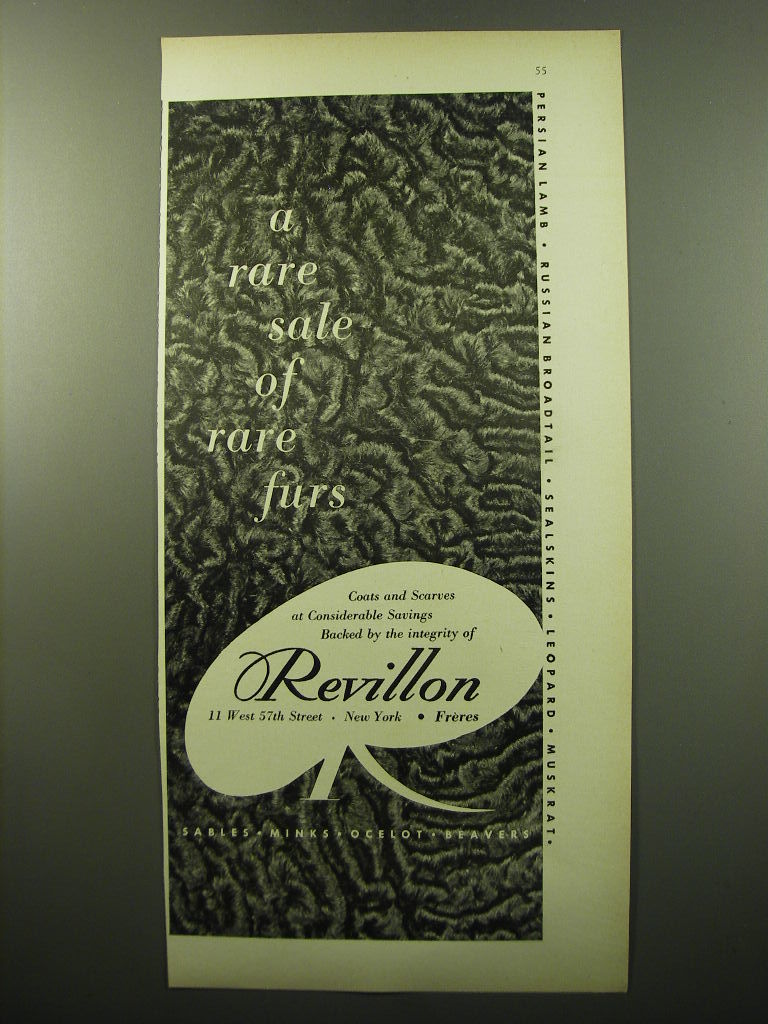 55
a
rare
sale
of
rare
furs
Coats and Scarves
at Considerable Savings
Backed by the integrity of
Revillon
11 West 57th Street • New York • Frères
SABLES • MINKS • OCELOT • BEAVERS
PERSIAN LAMB • RUSSIAN BROADTAIL • SEALSKINS • LEOPARD • MUSKRAT •